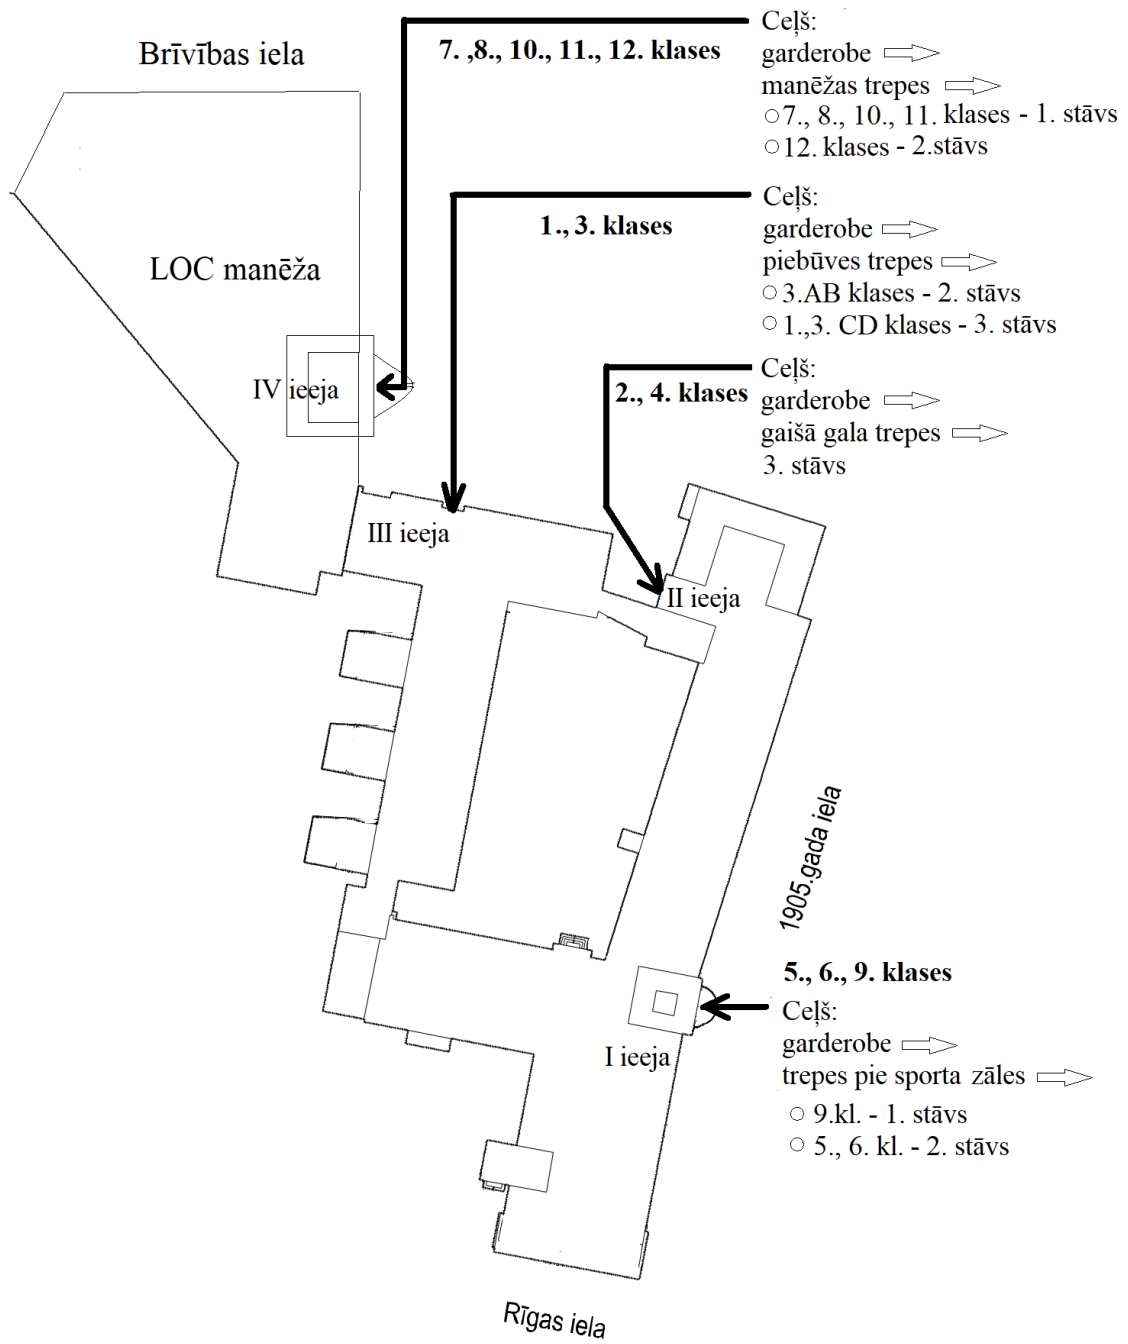 Brīvības iela
7. ,8., 10., 11., 12. klases
Ceļš:
garderobe
manēžas trepes
7., 8., 10., 11. klases - 1. stāvs
12. klases - 2.stāvs
LOC manēža
1., 3. klases
Ceļš:
garderobe
piebūves trepes
3.AB klases - 2. stāvs
1.,3. CD klases - 3. stāvs
IV ieeja
2., 4. klases
Ceļš:
garderobe
gaišā gala trepes
3. stāvs
III ieeja
II ieeja
1905.gada iela
5., 6., 9. klases
Ceļš:
garderobe
trepes pie sporta zāles
9.kl. - 1. stāvs
5., 6. kl. - 2. stāvs
I ieeja
Rīgas iela